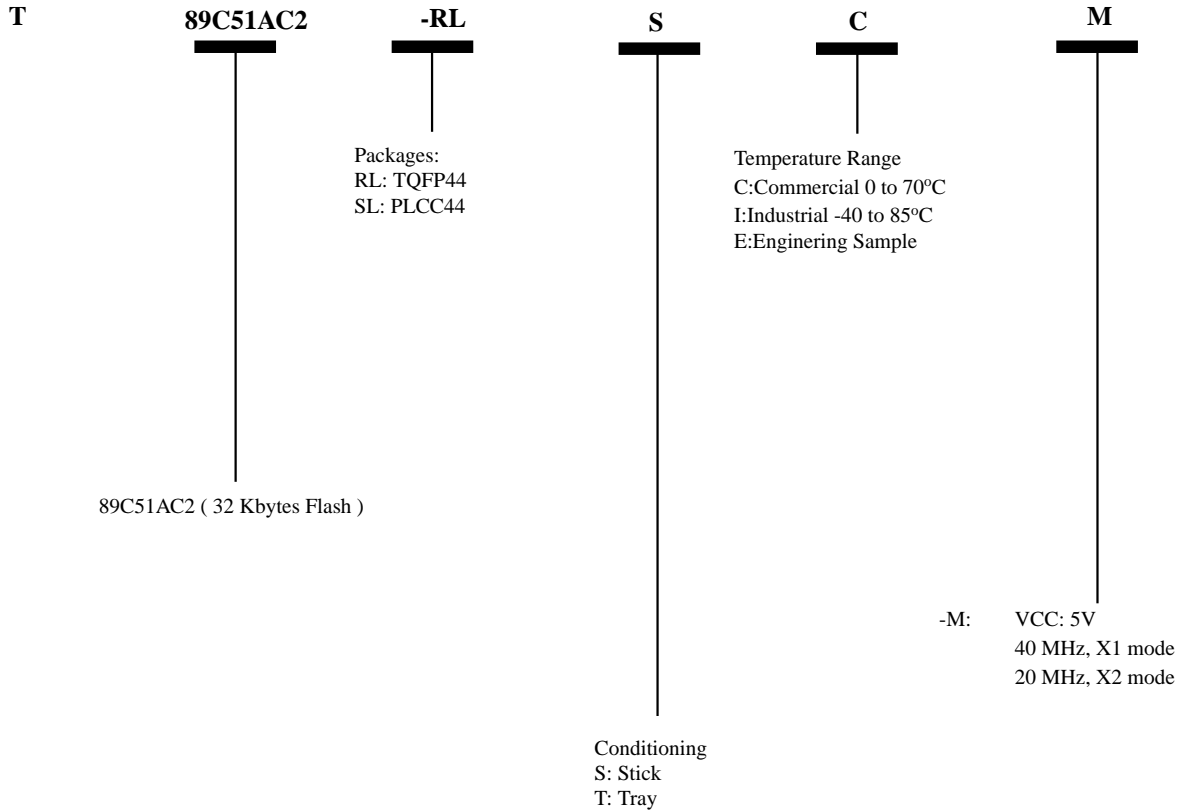 T 89C51AC2 -RL S C M
Packages:
RL: TQFP44
SL: PLCC44
Temperature Range
C:Commercial 0 to 70°C
I:Industrial -40 to 85°C
E:Enginering Sample
89C51AC2 ( 32 Kbytes Flash )
-M: VCC: 5V
40 MHz, X1 mode
20 MHz, X2 mode
Conditioning
S: Stick
T: Tray